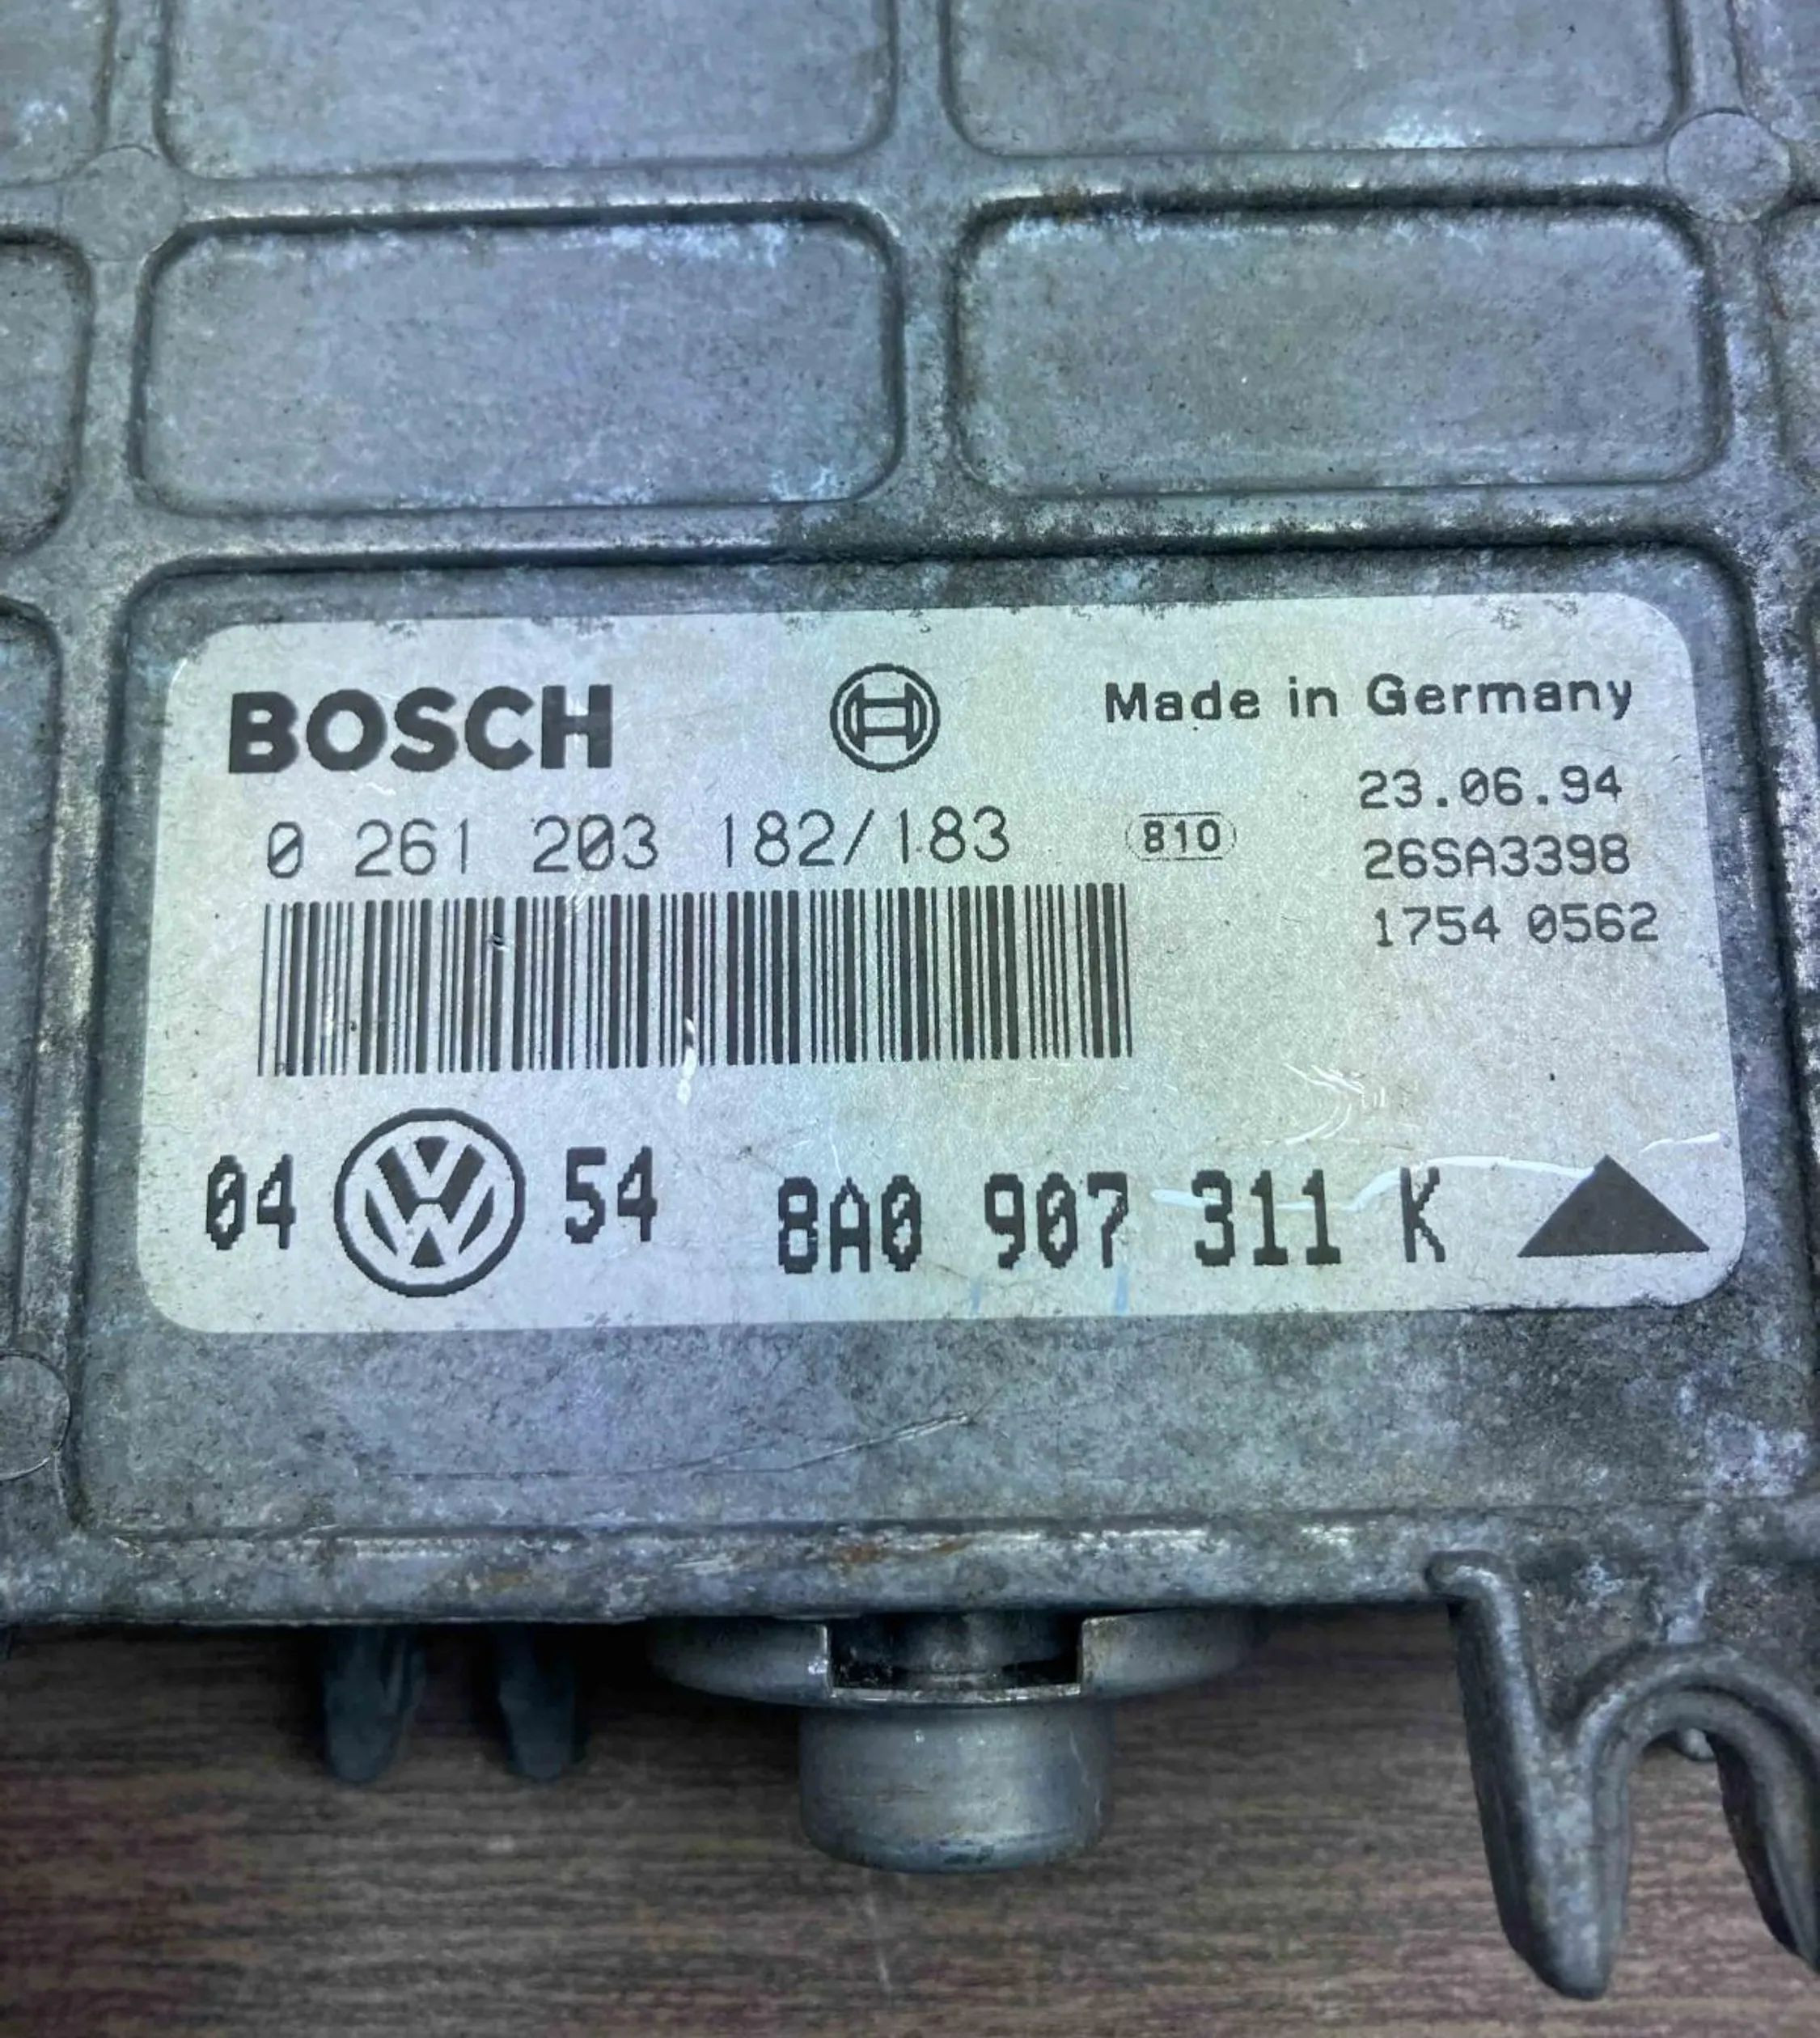 BOSCH
Made in Germany
23.06.94
0 261 203 182/183
810
26SA3398
1754 0562
04 VW 54 8A0 907 311 K